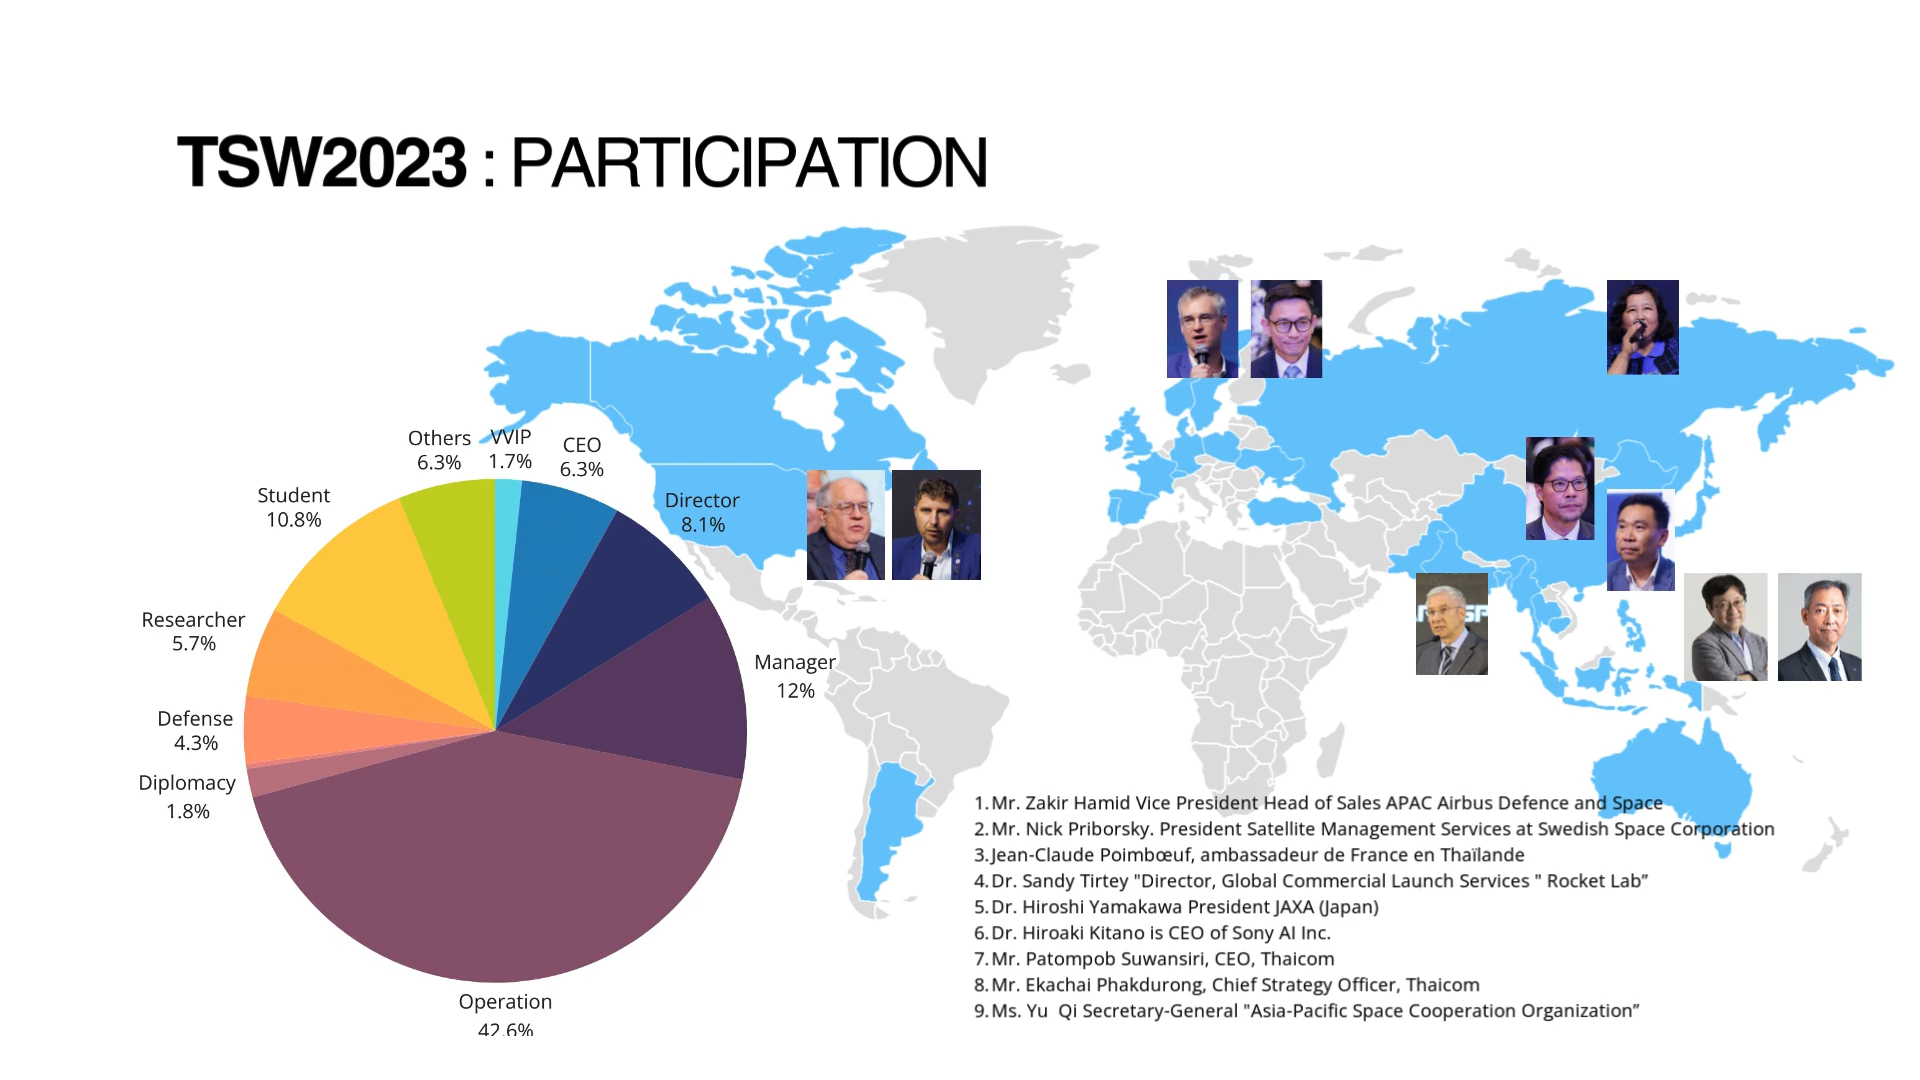 TSW2023 : PARTICIPATION
Others
6.3%
VVIP
1.7%
CEO
6.3%
Director
8.1%
Student
10.8%
Researcher
5.7%
Manager
12%
Defense
4.3%
Diplomacy
1.8%
Operation
42.6%
1. Mr. Zakir Hamid Vice President Head of Sales APAC Airbus Defence and Space
2. Mr. Nick Priborsky. President Satellite Management Services at Swedish Space Corporation
3. Jean-Claude Poimbœuf, ambassadeur de France en Thaïlande
4. Dr. Sandy Tirtey "Director, Global Commercial Launch Services " Rocket Lab”
5. Dr. Hiroshi Yamakawa President JAXA (Japan)
6. Dr. Hiroaki Kitano is CEO of Sony AI Inc.
7. Mr. Patompob Suwansiri, CEO, Thaicom
8. Mr. Ekachai Phakdurong, Chief Strategy Officer, Thaicom
9. Ms. Yu  Qi Secretary-General "Asia-Pacific Space Cooperation Organization”